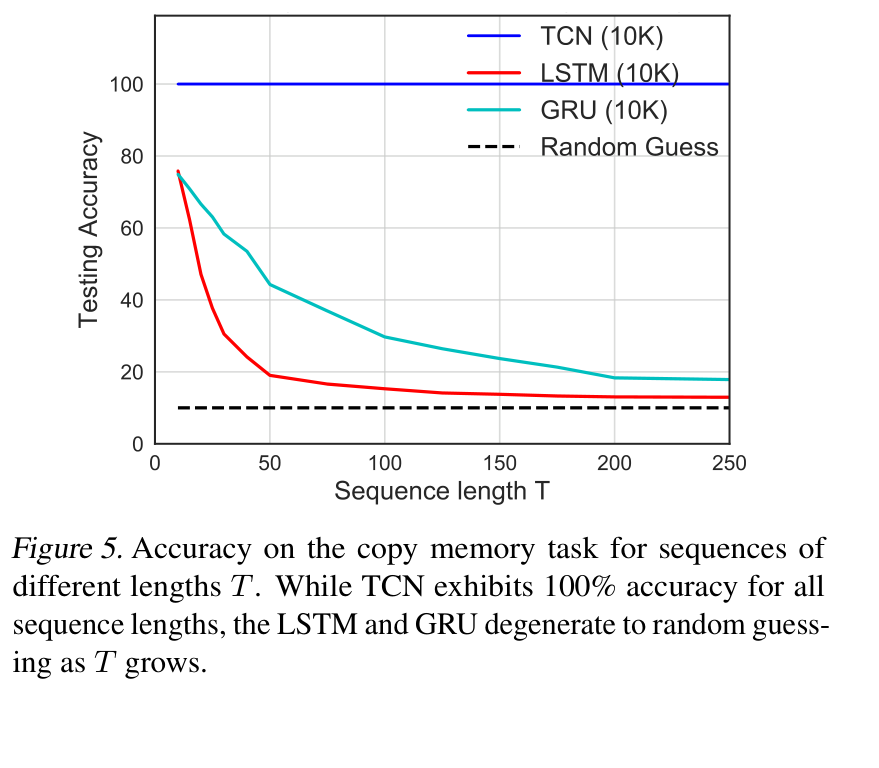 TCN (10K)
LSTM (10K)
GRU (10K)
Random Guess
100
80
60
40
20
0
Testing Accuracy
0 50 100 150 200 250
Sequence length T
Figure 5. Accuracy on the copy memory task for sequences of
different lengths T. While TCN exhibits 100% accuracy for all
sequence lengths, the LSTM and GRU degenerate to random guess-
ing as T grows.